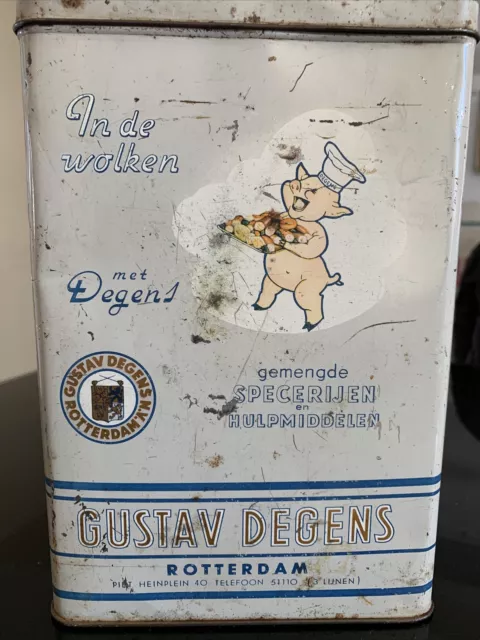 In de
wolken
met
Degens
GUSTAV DEGENS N.V.
ROTTERDAM
gemengde
SPECERIJEN
en
HULPMIDDELEN
GUSTAV DEGENS
ROTTERDAM
PIET HEINPLEIN 40 TELEFOON 51110 LIJNEN)